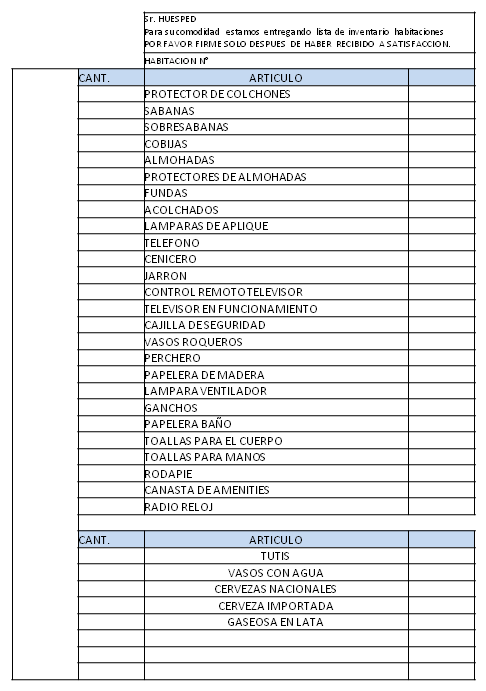 Sr. HUESPED
Para su comodidad estamos entregando lista de inventario habitaciones
POR FAVOR FIRME SOLO DESPUES DE HABER RECIBIDO A SATISFACCION.
HABITACION N°
CANT. ARTICULO
PROTECTOR DE COLCHONES
SABANAS
SOBRESABANAS
COBIJAS
ALMOHADAS
PROTECTORES DE ALMOHADAS
FUNDAS
ACOLCHADOS
LAMPARAS DE APLIQUE
TELEFONO
CENICERO
JARRON
CONTROL REMOTO TELEVISOR
TELEVISOR EN FUNCIONAMIENTO
CAJILLA DE SEGURIDAD
VASOS ROQUEROS
PERCHERO
PAPELERA DE MADERA
LAMPARA VENTILADOR
GANCHOS
PAPELERA BAÑO
TOALLAS PARA EL CUERPO
TOALLAS PARA MANOS
RODAPIE
CANASTA DE AMENITIES
RADIO RELOJ
CANT. ARTICULO
TUTIS
VASOS CON AGUA
CERVEZAS NACIONALES
CERVEZA IMPORTADA
GASEOSA EN LATA